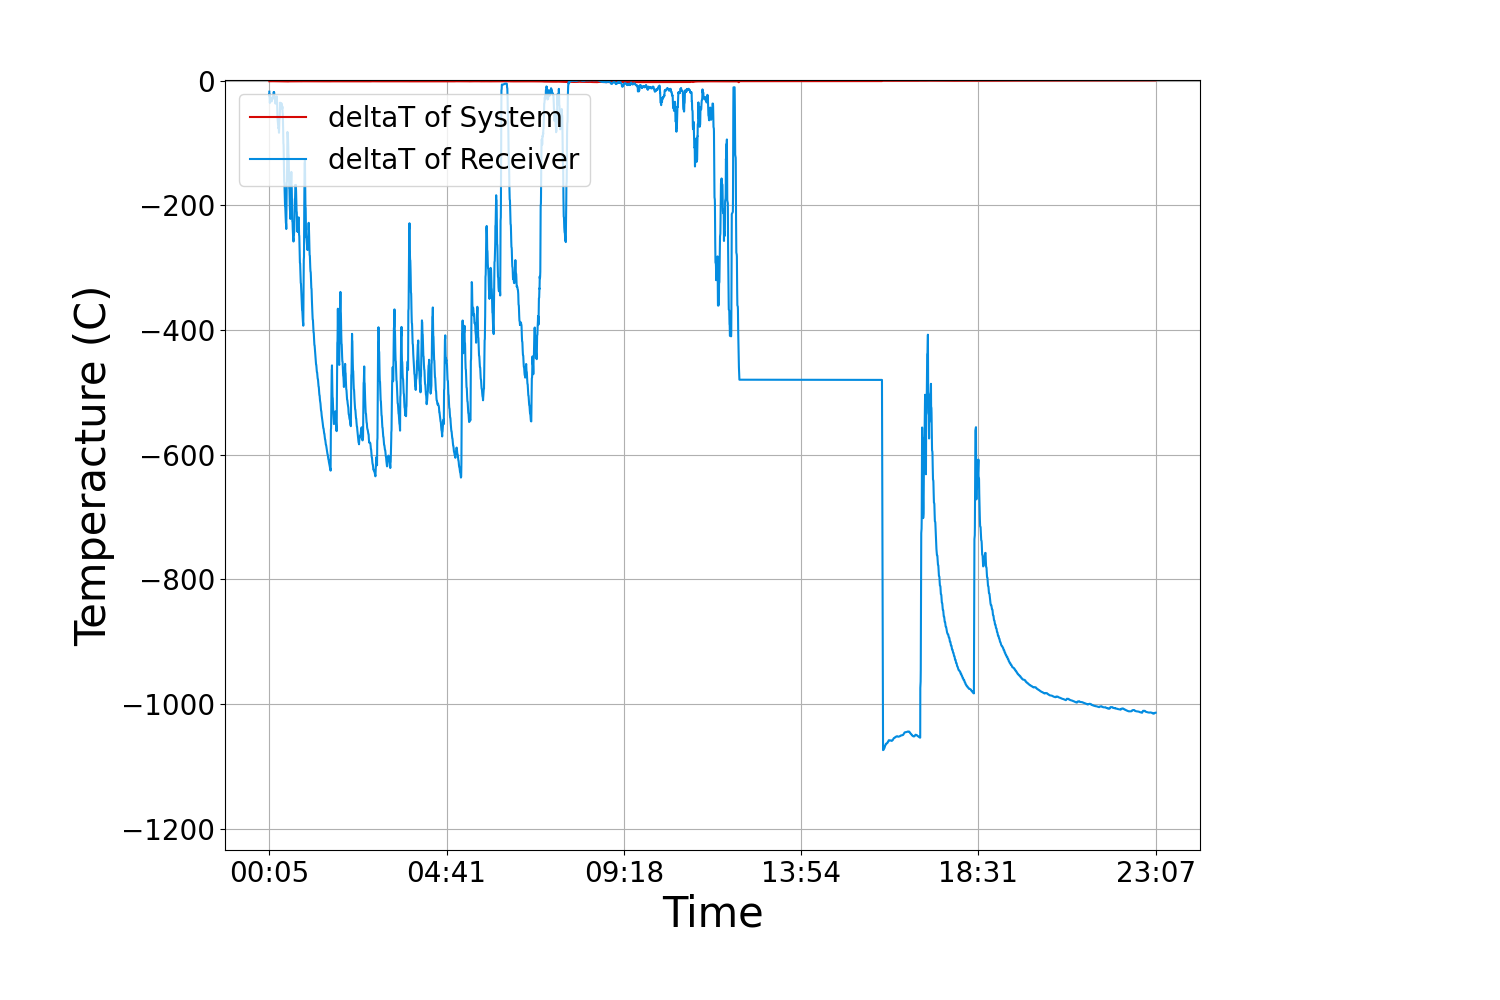 0
−200
−400
−600
−800
−1000
−1200
Temperacture (C)
deltaT of System
deltaT of Receiver
00:05 04:41 09:18 13:54 18:31 23:07
Time